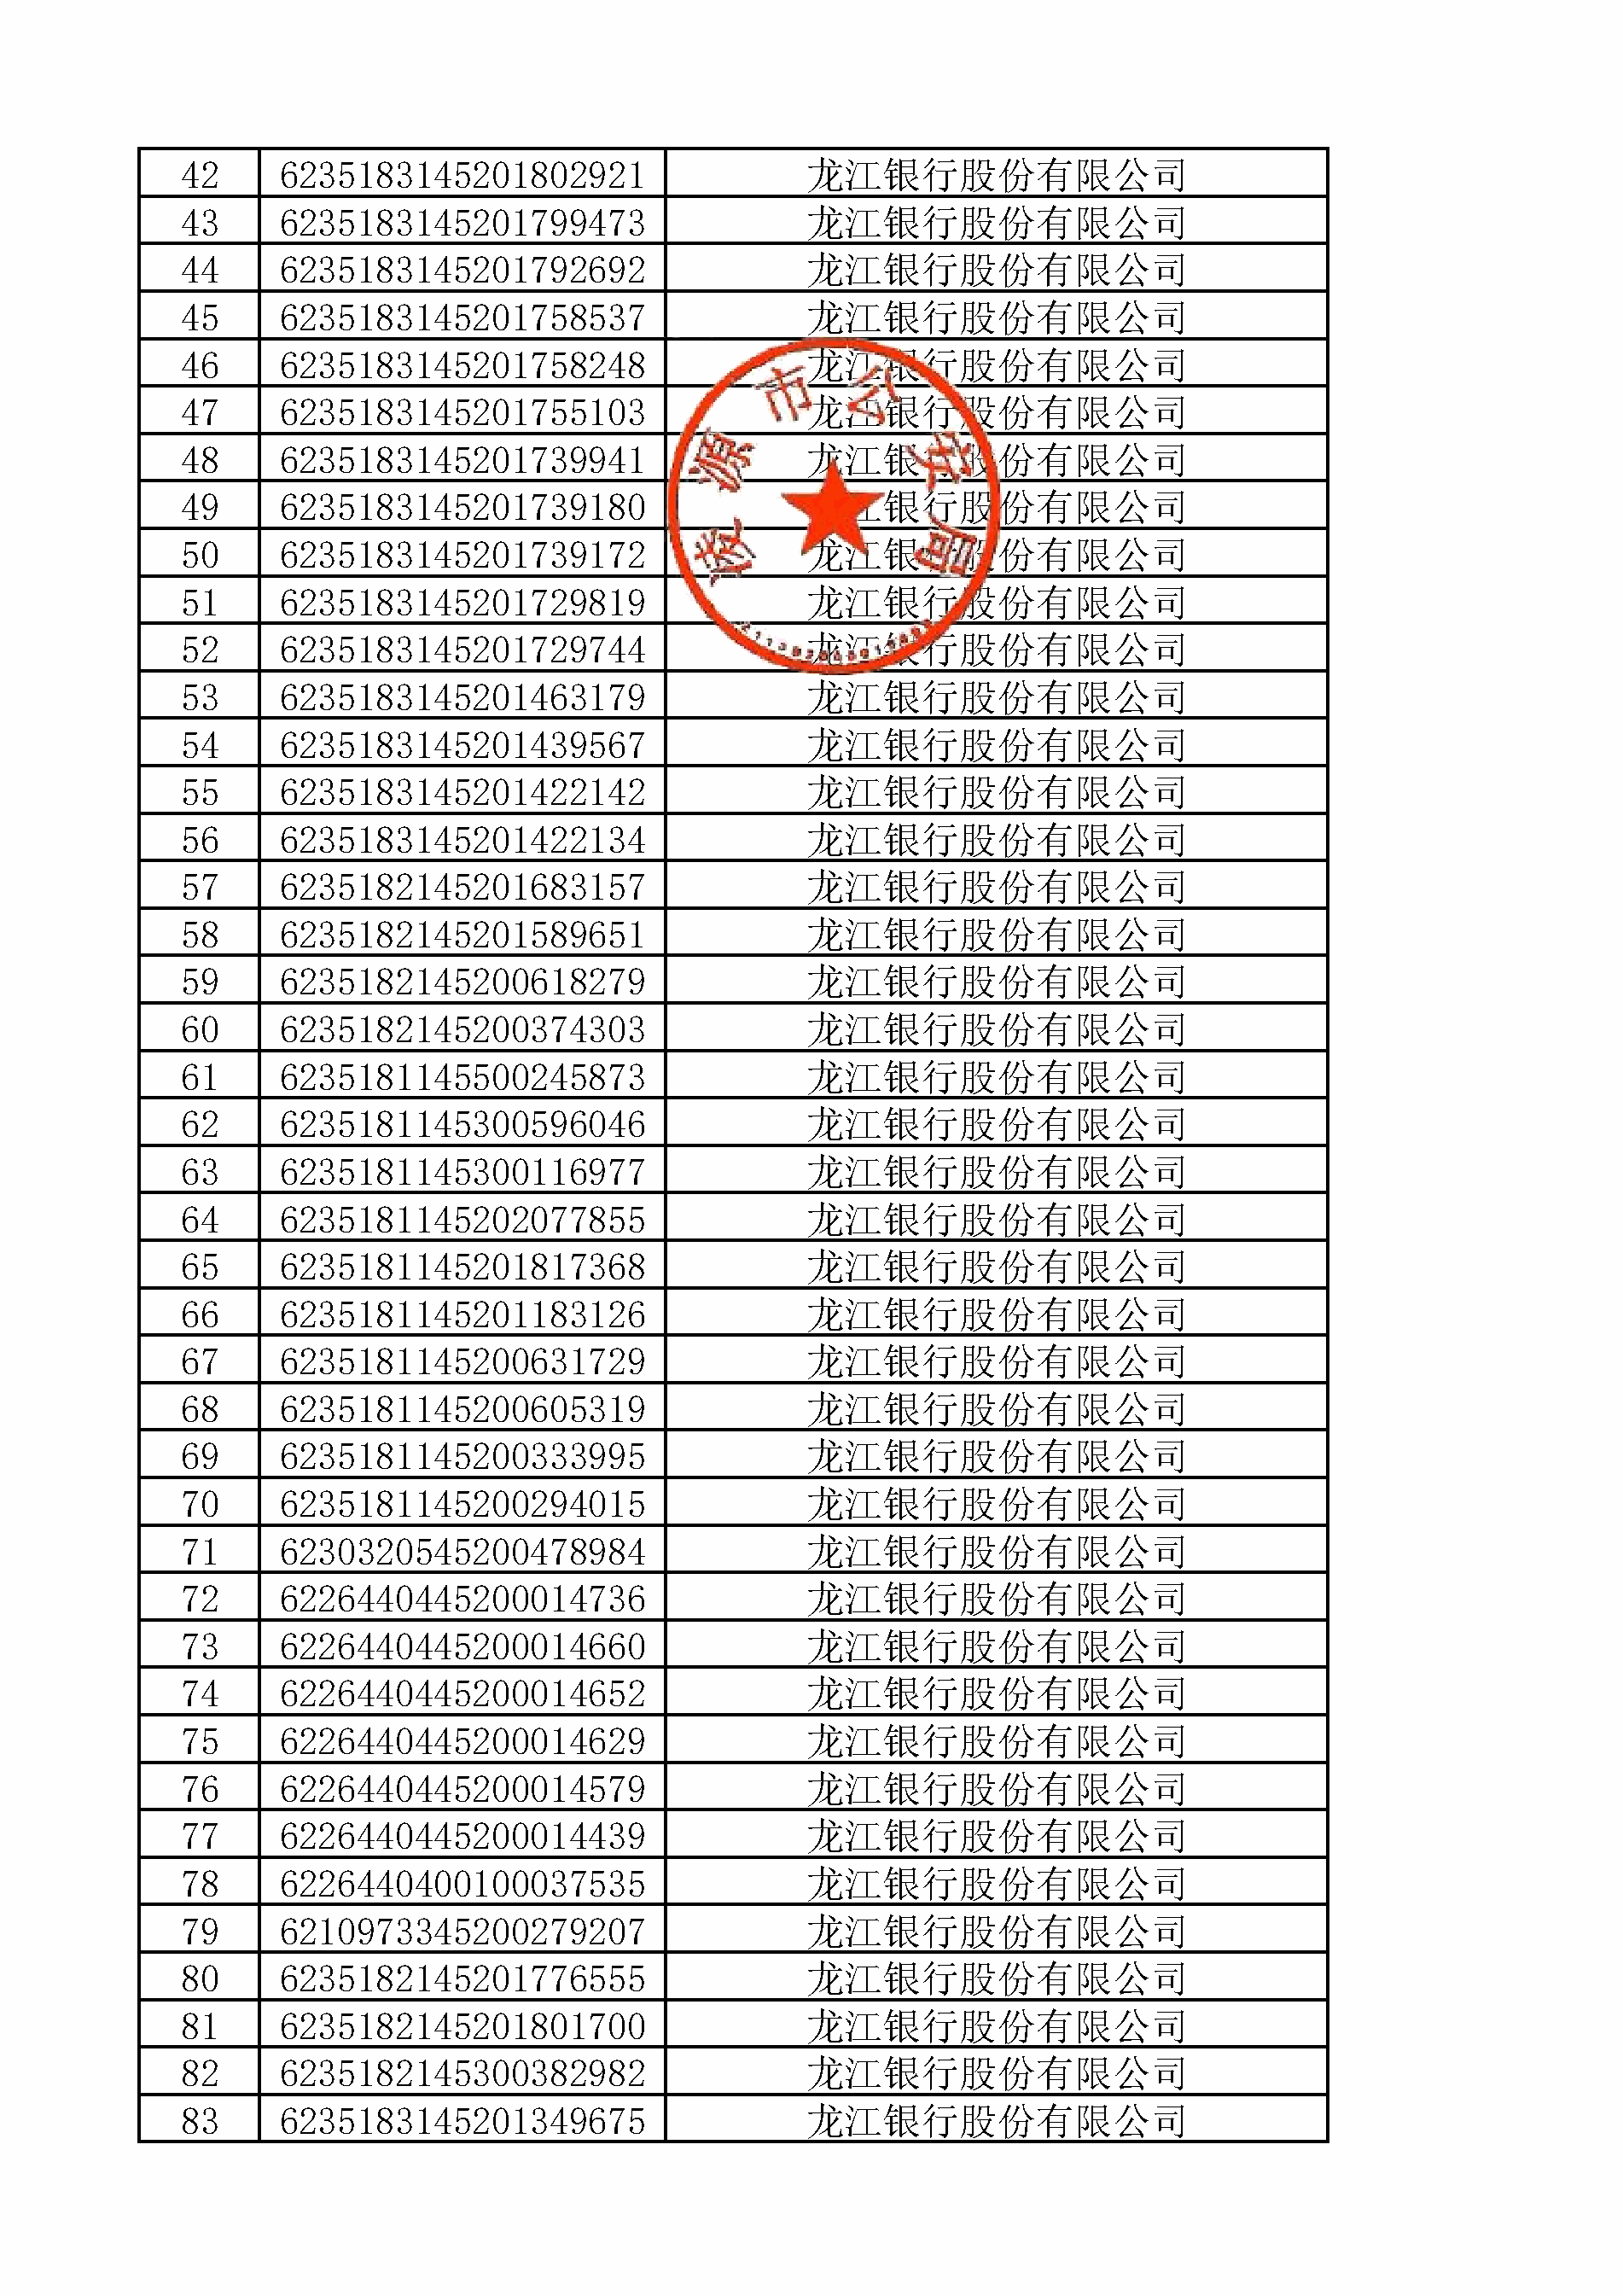 42 6235183145201802921 龙江银行股份有限公司
43 6235183145201799473 龙江银行股份有限公司
44 6235183145201792692 龙江银行股份有限公司
45 6235183145201758537 龙江银行股份有限公司
46 6235183145201758248 龙江银行股份有限公司
47 6235183145201755103 龙江银行股份有限公司
48 6235183145201739941 龙江银行股份有限公司
49 6235183145201739180 龙江银行股份有限公司
50 6235183145201739172 龙江银行股份有限公司
51 6235183145201729819 龙江银行股份有限公司
52 6235183145201729744 龙江银行股份有限公司
53 6235183145201463179 龙江银行股份有限公司
54 6235183145201439567 龙江银行股份有限公司
55 6235183145201422142 龙江银行股份有限公司
56 6235183145201422134 龙江银行股份有限公司
57 6235182145201683157 龙江银行股份有限公司
58 6235182145201589651 龙江银行股份有限公司
59 6235182145200618279 龙江银行股份有限公司
60 6235182145200374303 龙江银行股份有限公司
61 6235181145500245873 龙江银行股份有限公司
62 6235181145300596046 龙江银行股份有限公司
63 6235181145300116977 龙江银行股份有限公司
64 6235181145202077855 龙江银行股份有限公司
65 6235181145201817368 龙江银行股份有限公司
66 6235181145201183126 龙江银行股份有限公司
67 6235181145200631729 龙江银行股份有限公司
68 6235181145200605319 龙江银行股份有限公司
69 6235181145200333995 龙江银行股份有限公司
70 6235181145200294015 龙江银行股份有限公司
71 6230320545200478984 龙江银行股份有限公司
72 6226440445200014736 龙江银行股份有限公司
73 6226440445200014660 龙江银行股份有限公司
74 6226440445200014652 龙江银行股份有限公司
75 6226440445200014629 龙江银行股份有限公司
76 6226440445200014579 龙江银行股份有限公司
77 6226440445200014439 龙江银行股份有限公司
78 6226440400100037535 龙江银行股份有限公司
79 6210973345200279207 龙江银行股份有限公司
80 6235182145201776555 龙江银行股份有限公司
81 6235182145201801700 龙江银行股份有限公司
82 6235182145300382982 龙江银行股份有限公司
83 6235183145201349675 龙江银行股份有限公司
凌源市公安局